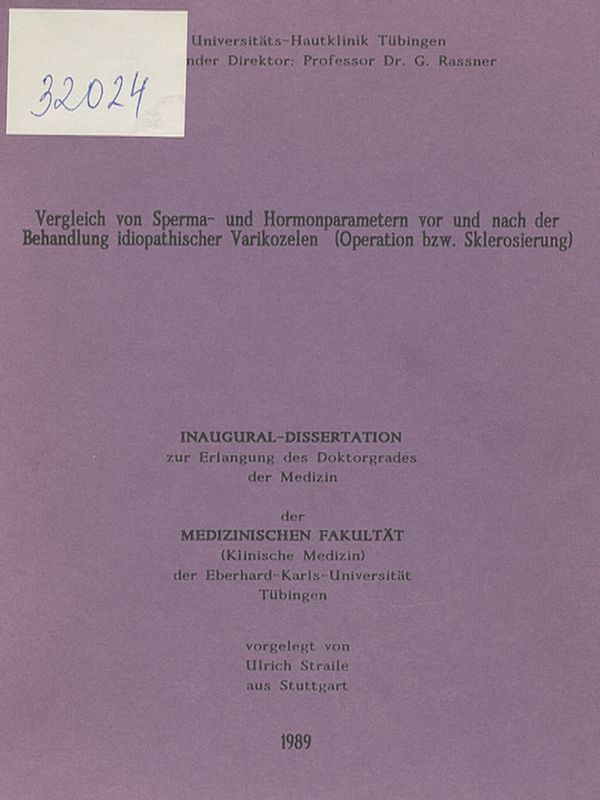 32024
Universitäts-Hautklinik Tübingen
nder Direktor: Professor Dr. G. Rassner
Vergleich von Sperma- und Hormonparametern vor und nach der
Behandlung idiopathischer Varikozelen (Operation bzw. Sklerosierung)
INAUGURAL-DISSERTATION
zur Erlangung des Doktorgrades
der Medizin
der
MEDIZINISCHEN FAKULTÄT
(Klinische Medizin)
der Eberhard-Karls-Universität
Tübingen
vorgelegt von
Ulrich Straile
aus Stuttgart
1989